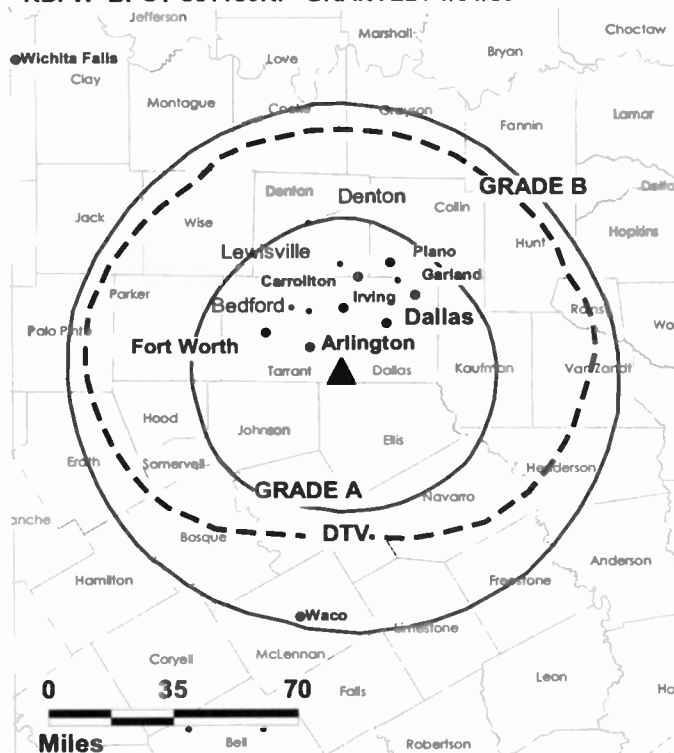 Jefferson
Marshall
Choctaw
Wichita Falls
Love
Bryan
Clay
Montague
Cooke
Grayson
Lamar
Fannin
GRADE B
Denton
Denton
Collin
Jack
Wise
Hopkins
Hunt
Lewisville
Plano
Carrollton
Garland
Parker
Bedford
Irving
Rains
Dallas
Palo Pinto
Fort Worth
Arlington
Tarrant
Dallas
Kaufman
Van Zandt
Hood
Johnson
Ellis
Erath
Somervell
Henderson
GRADE A
Navarro
anche
DTV
Bosque
Anderson
Hamilton
Freestone
Waco
Limestone
McLennan
Coryell
Leon
Falls
0 35 70
Miles
Bell
Robertson